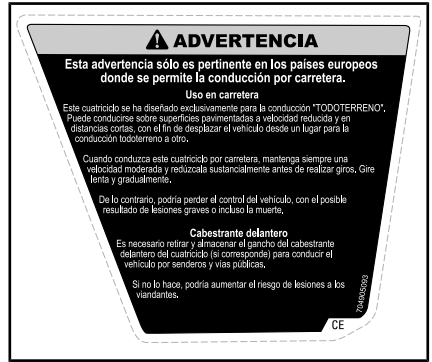 ADVERTENCIA
Esta advertencia sólo es pertinente en los países europeos
donde se permite la conducción por carretera.
Uso en carretera
Este cuatriciclo se ha diseñado exclusivamente para la conducción "TODOTERRENO".
Puede conducirse sobre superficies pavimentadas a velocidad reducida y en
distancias cortas, con el fin de desplazar el vehículo desde un lugar para la
conducción todoterreno a otro.
Cuando conduzca este cuatriciclo por carretera, mantenga siempre una
velocidad moderada y redúzcala sustancialmente antes de realizar giros. Gire
lenta y gradualmente.
De lo contrario, podría perder el control del vehículo, con el posible
resultado de lesiones graves o incluso la muerte.
Cabestrante delantero
Es necesario retirar y almacenar el gancho del cabestrante
delantero del cuatriciclo (si corresponde) para conducir el
vehículo por senderos y vías públicas.
Si no lo hace, podría aumentar el riesgo de lesiones a los
viandantes.
704905093
CE